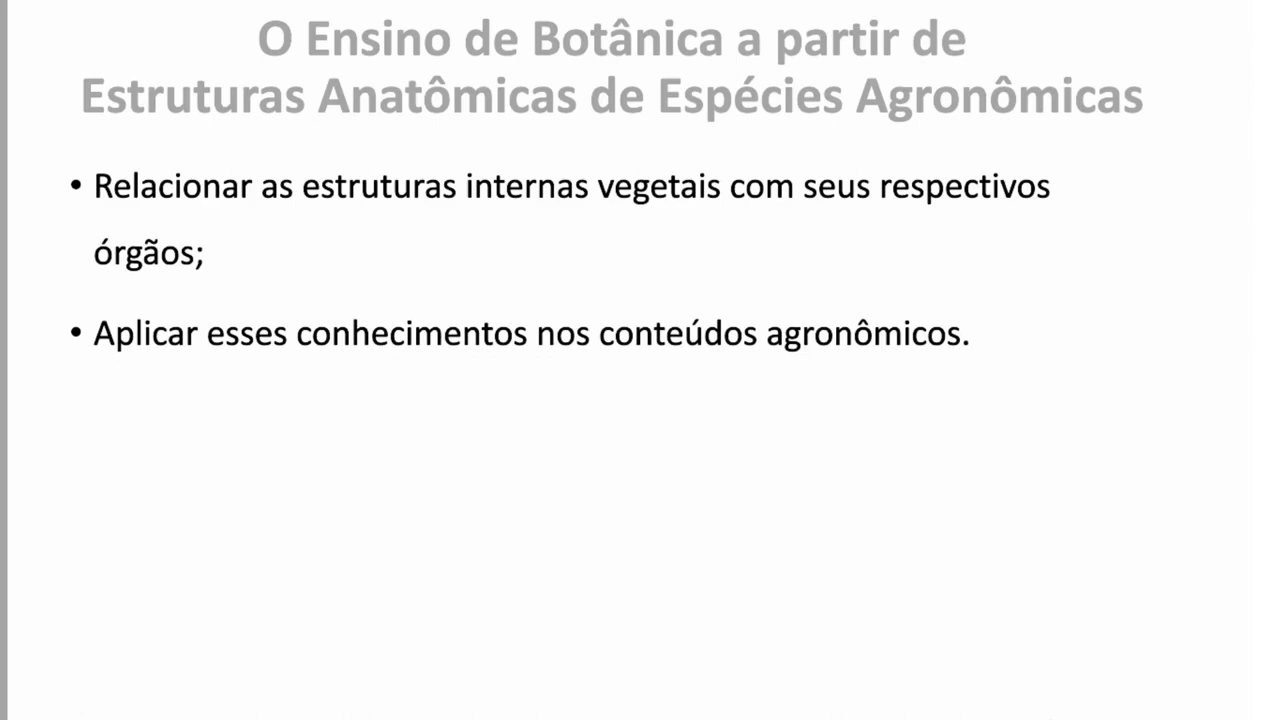 O Ensino de Botânica a partir de
Estruturas Anatômicas de Espécies Agronômicas
• Relacionar as estruturas internas vegetais com seus respectivos
órgãos;
• Aplicar esses conhecimentos nos conteúdos agronômicos.